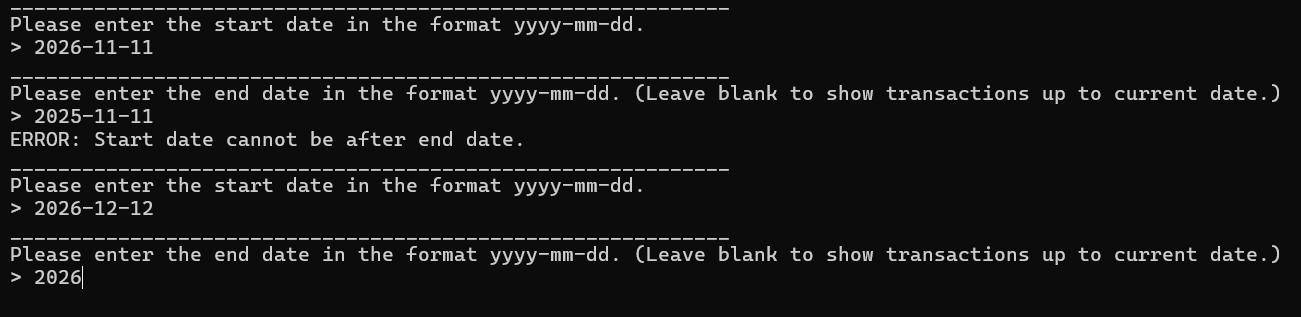 ____________________________________________________________
Please enter the start date in the format yyyy-mm-dd.
> 2026-11-11
____________________________________________________________
Please enter the end date in the format yyyy-mm-dd. (Leave blank to show transactions up to current date.)
> 2025-11-11
ERROR: Start date cannot be after end date.
____________________________________________________________
Please enter the start date in the format yyyy-mm-dd.
> 2026-12-12
____________________________________________________________
Please enter the end date in the format yyyy-mm-dd. (Leave blank to show transactions up to current date.)
> 2026